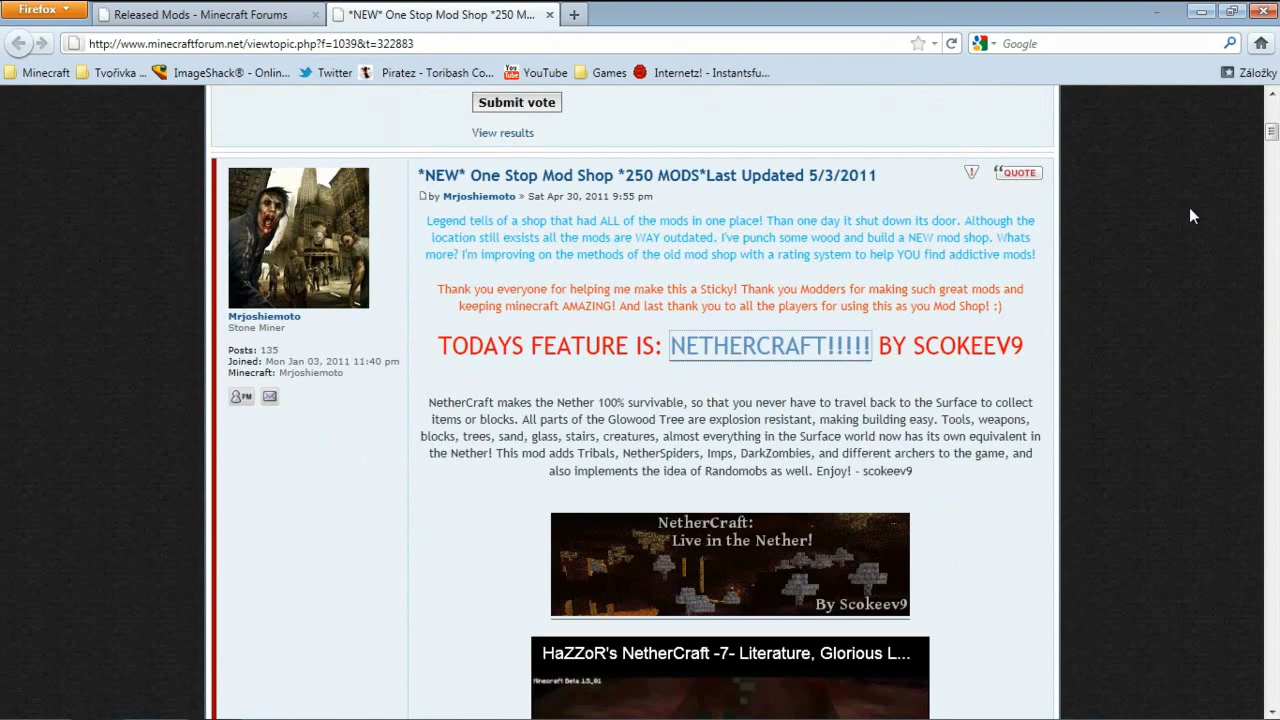 Firefox
Released Mods - Minecraft Forums
*NEW* One Stop Mod Shop *250 M...
http://www.minecraftforum.net/viewtopic.php?f=1039&t=322883
Google
Minecraft
Tvořivka ...
ImageShack® - Onlin...
Twitter
Piratez - Toribash Co...
YouTube
Games
Internetz! - Instantsfu...
Záložky
Submit vote
View results
*NEW* One Stop Mod Shop *250 MODS*Last Updated 5/3/2011
QUOTE
by Mrjoshiemoto » Sat Apr 30, 2011 9:55 pm
Legend tells of a shop that had ALL of the mods in one place! Than one day it shut down its door. Although the
location still exsists all the mods are WAY outdated. I've punch some wood and build a NEW mod shop. Whats
more? I'm improving on the methods of the old mod shop with a rating system to help YOU find addictive mods!
Thank you everyone for helping me make this a Sticky! Thank you Modders for making such great mods and
keeping minecraft AMAZING! And last thank you to all the players for using this as you Mod Shop! :)
TODAYS FEATURE IS: NETHERCRAFT!!!!! BY SCOKEEV9
Mrjoshiemoto
Stone Miner
Posts: 135
Joined: Mon Jan 03, 2011 11:40 pm
Minecraft: Mrjoshiemoto
PM
NetherCraft makes the Nether 100% survivable, so that you never have to travel back to the Surface to collect
items or blocks. All parts of the Glowood Tree are explosion resistant, making building easy. Tools, weapons,
blocks, trees, sand, glass, stairs, creatures, almost everything in the Surface world now has its own equivalent in
the Nether! This mod adds Tribals, NetherSpiders, Imps, DarkZombies, and different archers to the game, and
also implements the idea of Randomobs as well. Enjoy! - scokeev9
NetherCraft:
Live in the Nether!
By Scokeev9
HaZZoR's NetherCraft -7- Literature, Glorious L...
Minecraft Beta 1.5_01